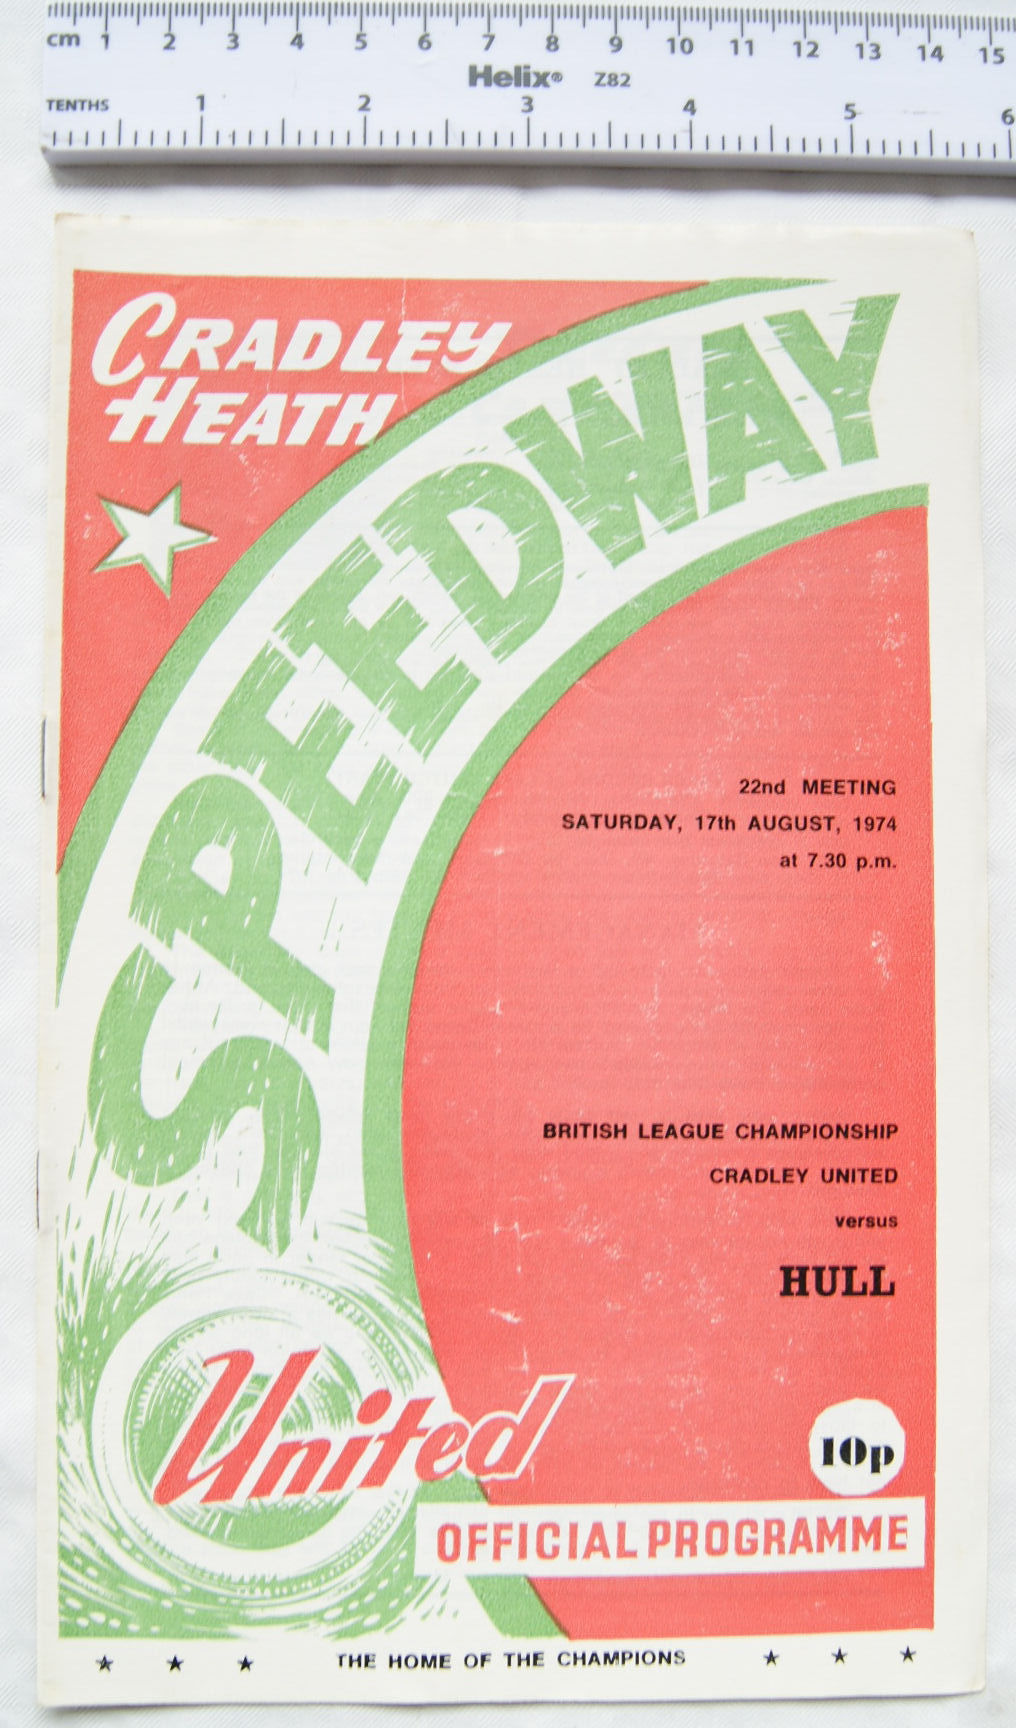 cm 1 2 3 4 5 6 7 8 9 10 11 12 13 14 15
Helix® Z82
TENTHS 1 2 3 4 5 6
CRADLEY
HEATH
SPEEDWAY
22nd MEETING
SATURDAY, 17th AUGUST, 1974
at 7.30 p.m.
BRITISH LEAGUE CHAMPIONSHIP
CRADLEY UNITED
versus
HULL
United
10p
OFFICIAL PROGRAMME
THE HOME OF THE CHAMPIONS